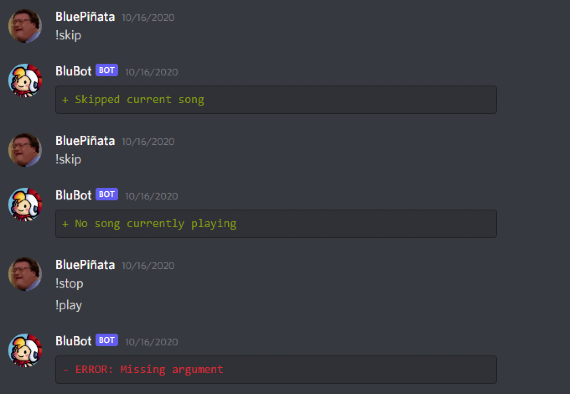 BluePiñata 10/16/2020
!skip
BluBot BOT 10/16/2020
+ Skipped current song
BluePiñata 10/16/2020
!skip
BluBot BOT 10/16/2020
+ No song currently playing
BluePiñata 10/16/2020
!stop
!play
BluBot BOT 10/16/2020
- ERROR: Missing argument